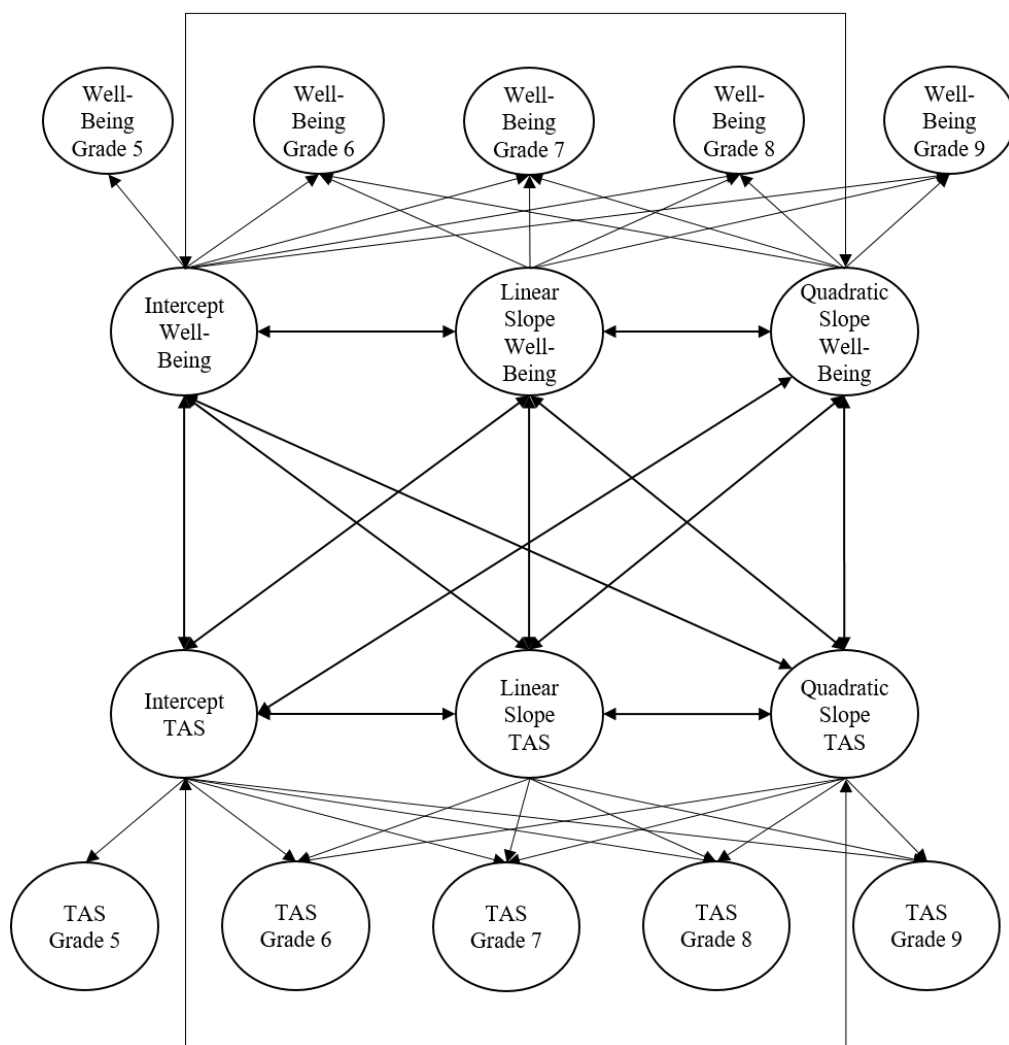 Well-
Being
Grade 5
Well-
Being
Grade 6
Well-
Being
Grade 7
Well-
Being
Grade 8
Well-
Being
Grade 9
Intercept
Well-
Being
Linear
Slope
Well-
Being
Quadratic
Slope
Well-
Being
Intercept
TAS
Linear
Slope
TAS
Quadratic
Slope
TAS
TAS
Grade 5
TAS
Grade 6
TAS
Grade 7
TAS
Grade 8
TAS
Grade 9